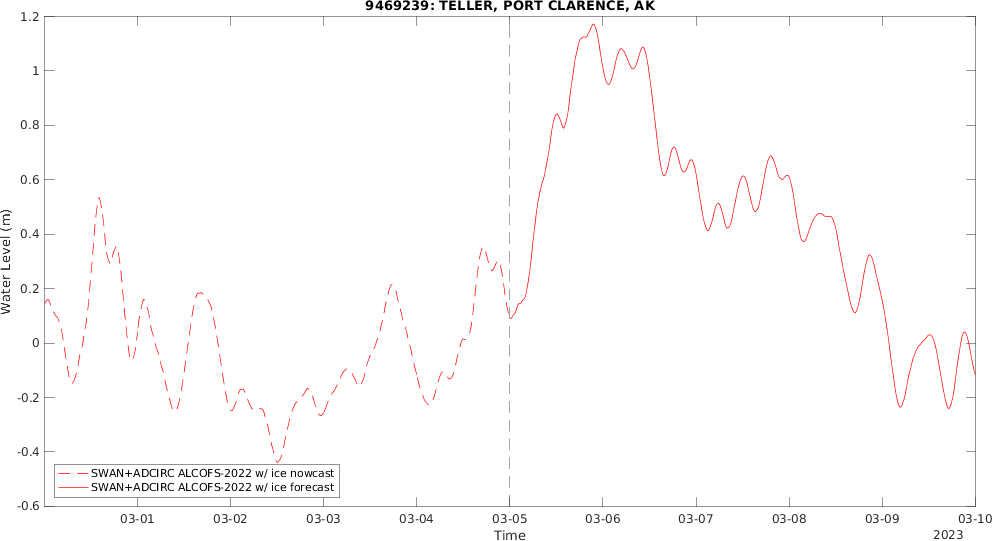 9469239: TELLER, PORT CLARENCE, AK
1.2
1
0.8
0.6
0.4
0.2
0
-0.2
-0.4
-0.6
Water Level (m)
SWAN+ADCIRC ALCOFS-2022 w/ ice nowcast
SWAN+ADCIRC ALCOFS-2022 w/ ice forecast
03-01 03-02 03-03 03-04 03-05 03-06 03-07 03-08 03-09 03-10
Time
2023